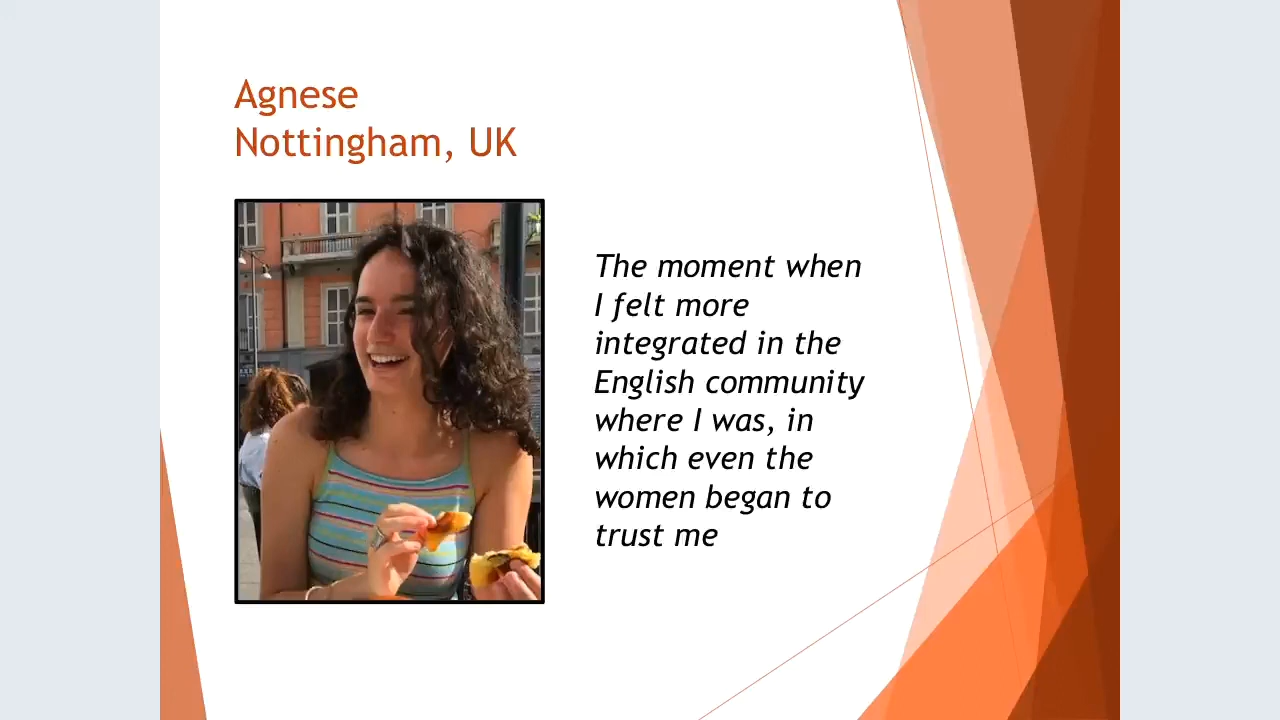 Agnese
Nottingham, UK
The moment when
I felt more
integrated in the
English community
where I was, in
which even the
women began to
trust me